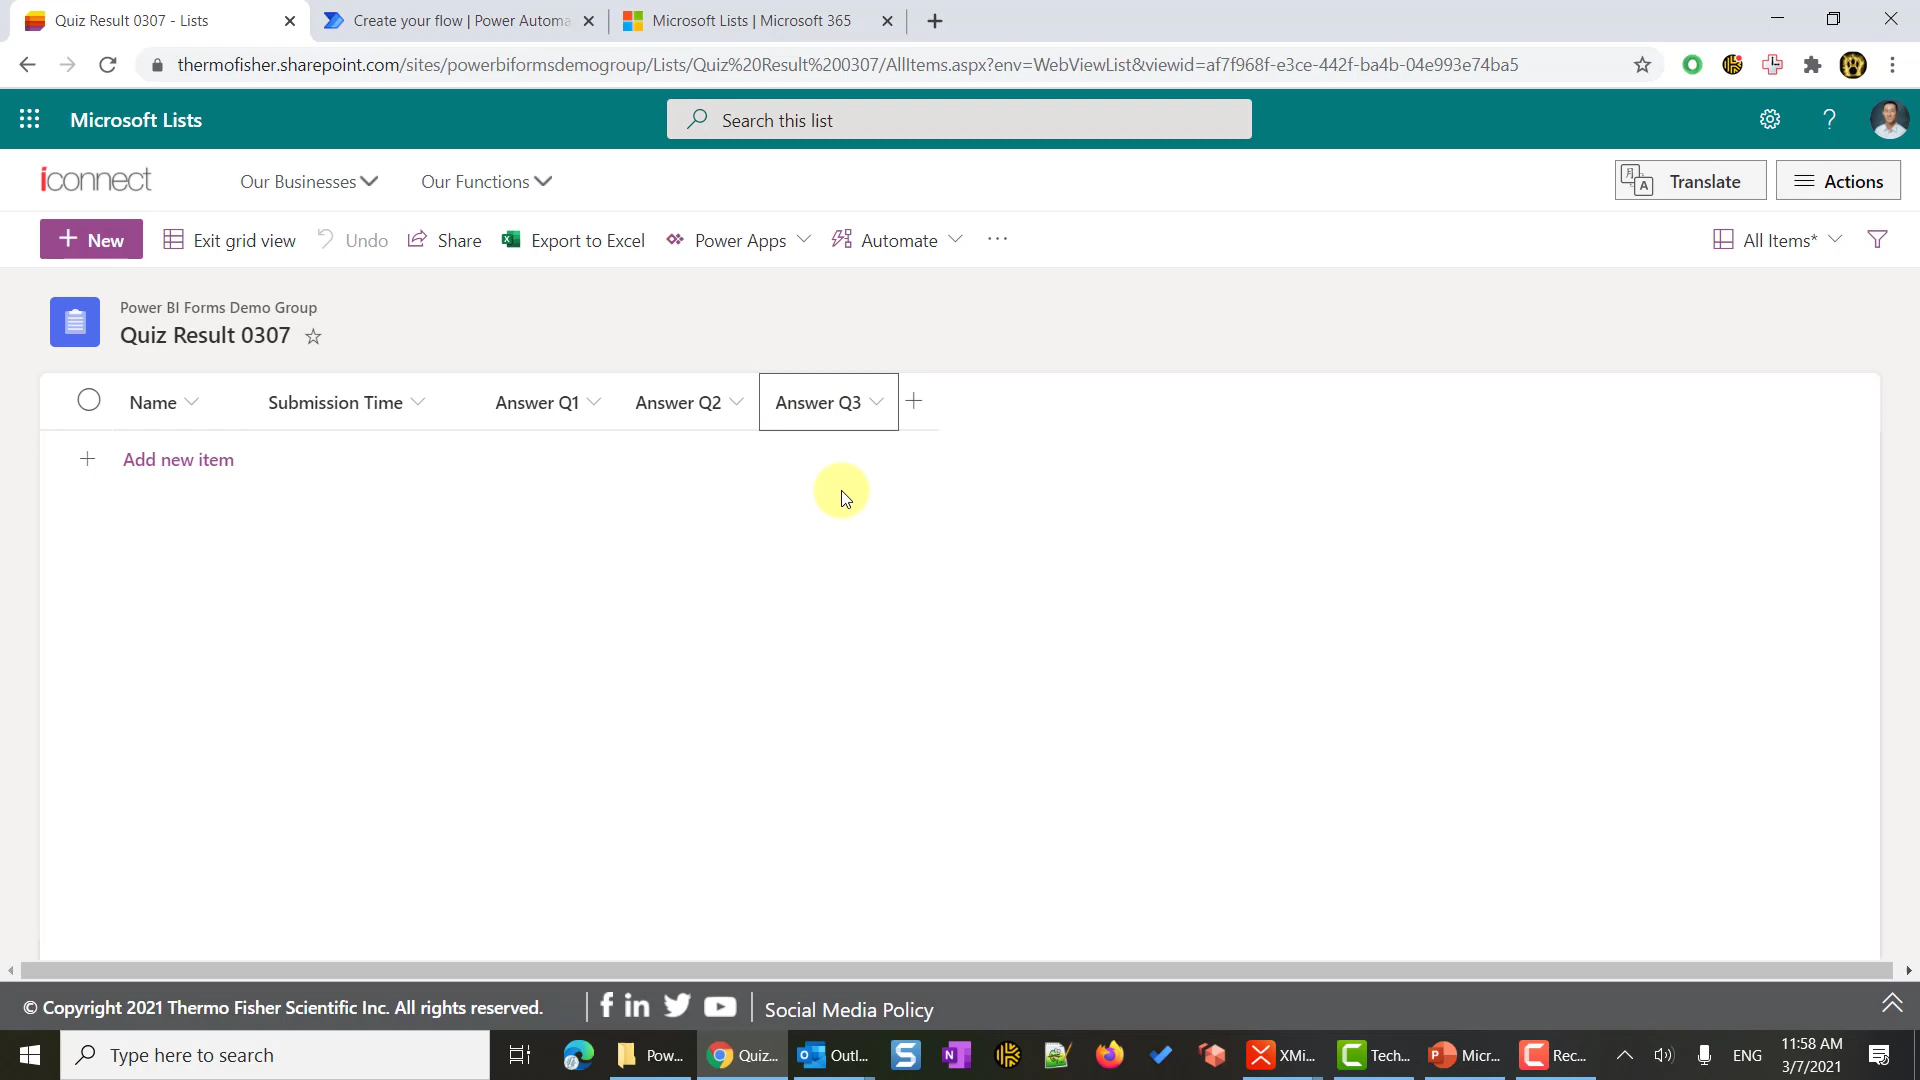 Quiz Result 0307 - Lists
Create your flow | Power Automa
Microsoft Lists | Microsoft 365
thermofisher.sharepoint.com/sites/powerbiformsdemogroup/Lists/Quiz%20Result%200307/AllItems.aspx?env=WebViewList&viewid=af7f968f-e3ce-442f-ba4b-04e993e74ba5
Microsoft Lists
Search this list
iconnect
Our Businesses
Our Functions
Translate
Actions
New
Exit grid view
Undo
Share
Export to Excel
Power Apps
Automate
All Items*
Power BI Forms Demo Group
Quiz Result 0307
Name
Submission Time
Answer Q1
Answer Q2
Answer Q3
Add new item
© Copyright 2021 Thermo Fisher Scientific Inc. All rights reserved.
Social Media Policy
Type here to search
Pow...
Quiz...
Outl...
XMi...
Tech...
Micr...
Rec...
ENG
11:58 AM
3/7/2021